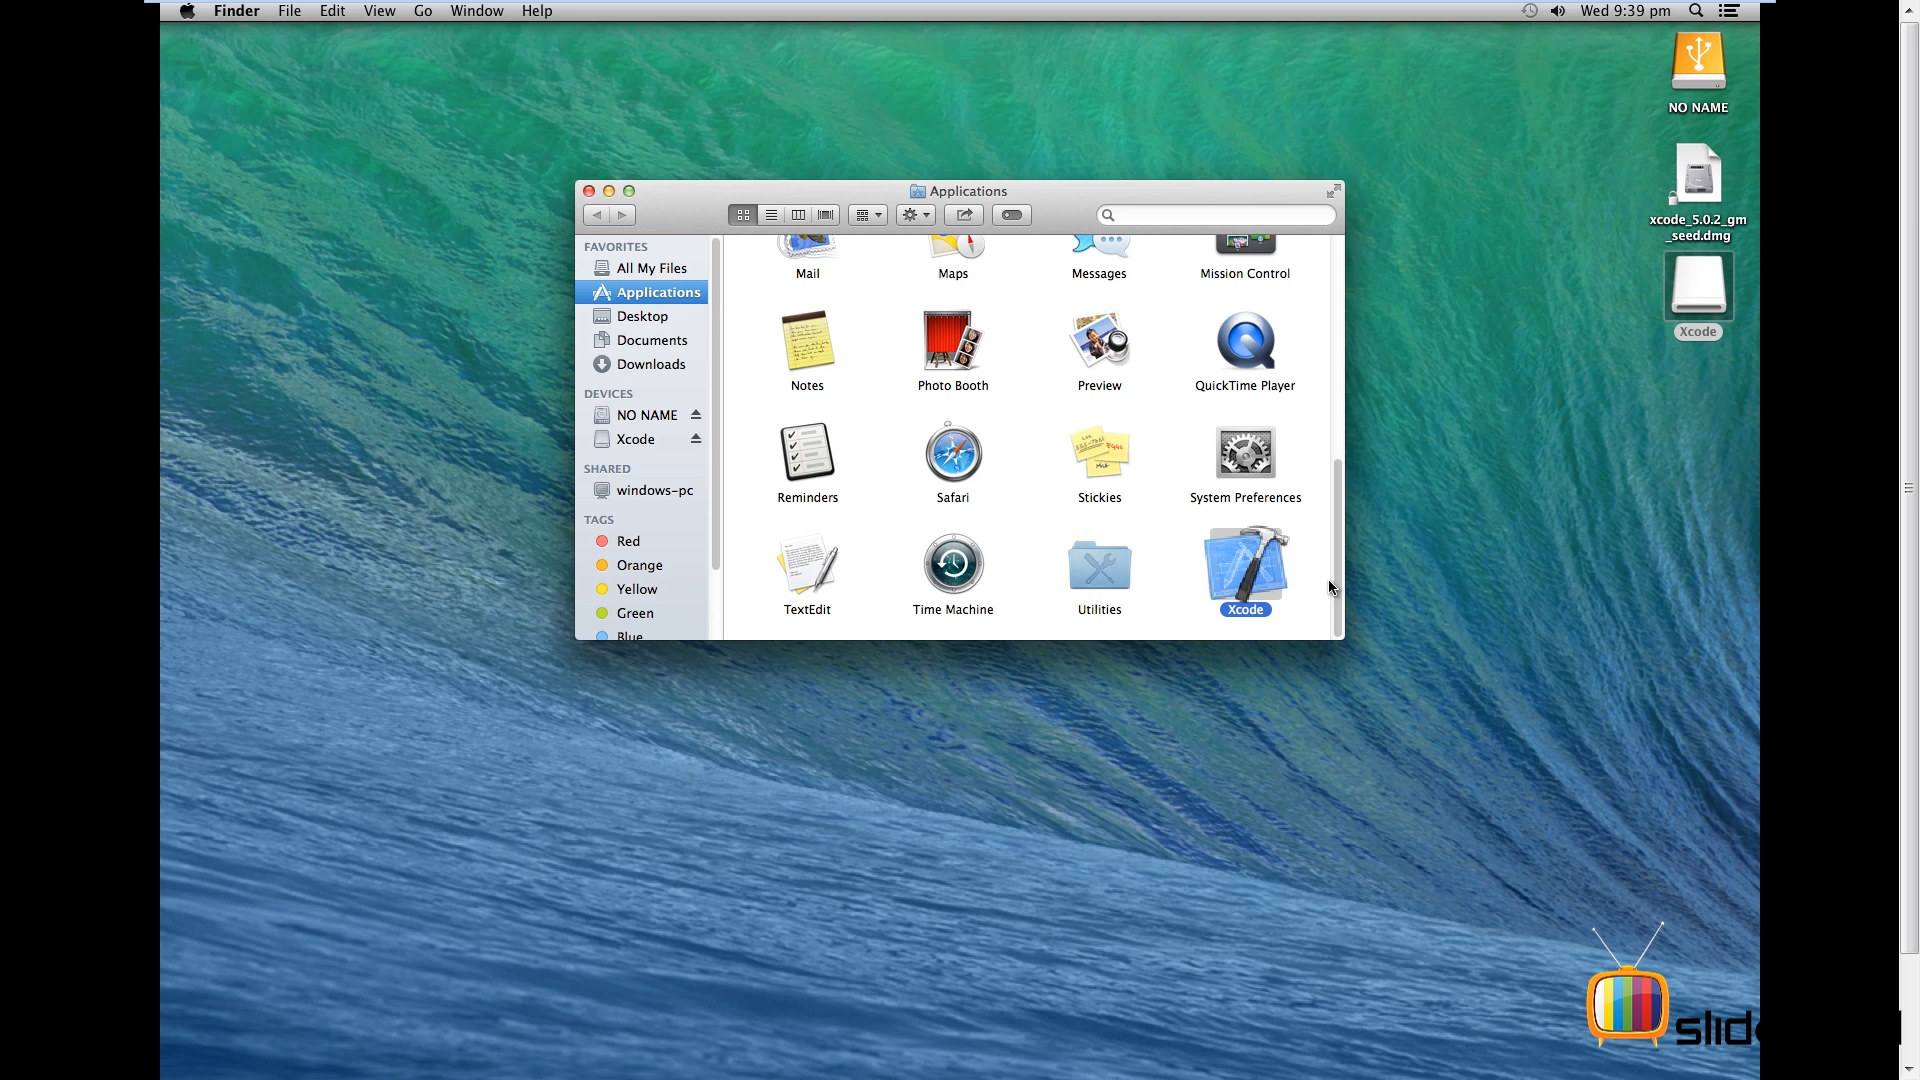 Finder File Edit View Go Window Help
Wed 9:39 pm
NO NAME
xcode_5.0.2_gm
_seed.dmg
Xcode
Applications
FAVORITES
All My Files
Applications
Desktop
Documents
Downloads
DEVICES
NO NAME
Xcode
SHARED
windows-pc
TAGS
Red
Orange
Yellow
Green
Blue
Mail Maps Messages Mission Control
Notes Photo Booth Preview QuickTime Player
Reminders Safari Stickies System Preferences
TextEdit Time Machine Utilities Xcode